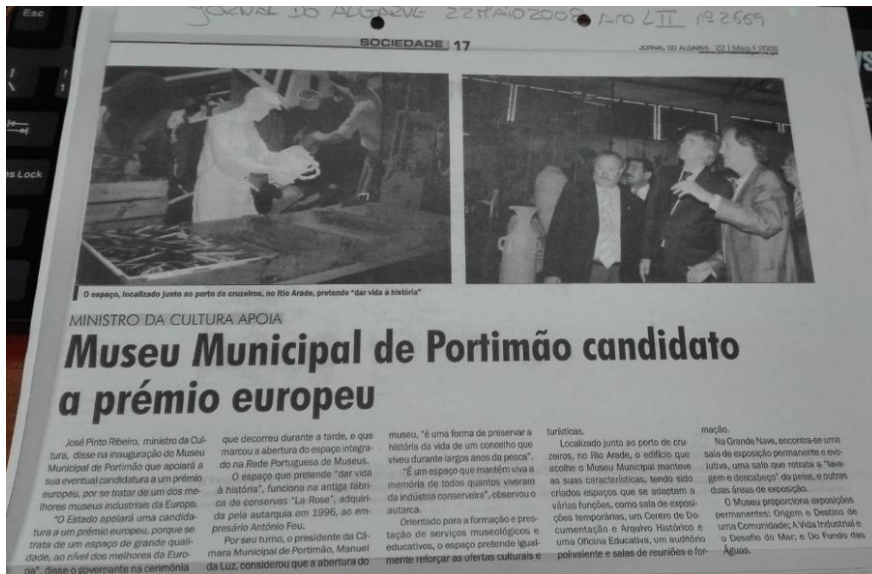 Esc
JORNAL DO ALGARVE 22 MAIO 2008 Ano LII nº 2669
SOCIEDADE | 17
JORNAL DO ALGARVE 22 | Maio | 2008
s Lock
O espaço, localizado junto ao porto de cruzeiros, no Rio Arade, pretende "dar vida à história"
MINISTRO DA CULTURA APOIA
Museu Municipal de Portimão candidato
a prémio europeu
José Pinto Ribeiro, ministro da Cul-
tura, disse na inauguração do Museu
Municipal de Portimão que apoiará a
sua eventual candidatura a um prémio
europeu, por se tratar de um dos me-
lhores museus industriais da Europa.
"O Estado apoiará uma candida-
tura a um prémio europeu, porque se
trata de um espaço de grande quali-
dade, ao nível dos melhores da Euro-
pa", disse o governante na cerimónia
que decorreu durante a tarde, e que
marcou a abertura do espaço integra-
do na Rede Portuguesa de Museus.
O espaço que pretende "dar vida
à história", funciona na antiga fábri-
ca de conservas "La Rose", adquiri-
da pela autarquia em 1996, ao em-
presário António Feu.
Por seu turno, o presidente da Câ-
mara Municipal de Portimão, Manuel
da Luz, considerou que a abertura do
museu, "é uma forma de preservar a
história da vida de um concelho que
viveu durante largos anos da pesca".
"É um espaço que mantém viva a
memória de todos quantos viveram
da indústria conserveira", observou o
autarca.
Orientado para a formação e pres-
tação de serviços museológicos e
educativos, o espaço pretende igual-
mente reforçar as ofertas culturais e
turísticas.
Localizado junto ao porto de cru-
zeiros, no Rio Arade, o edifício que
acolhe o Museu Municipal manteve
as suas características, tendo sido
criados espaços que se adaptam a
várias funções, como sala de exposi-
ções temporárias, um Centro de Do-
cumentação e Arquivo Histórico e
uma Oficina Educativa, um auditório
polivalente e salas de reuniões e for-
mação.
Na Grande Nave, encontra-se uma
sala de exposição permanente e evo-
lutiva, uma sala que retrata a "lava-
gem e descabeço" do peixe, e outras
duas áreas de exposição.
O Museu proporciona exposições
permanentes: Origem e Destino de
uma Comunidade; A Vida Industrial e
o Desafio do Mar; e Do Fundo das
Águas.